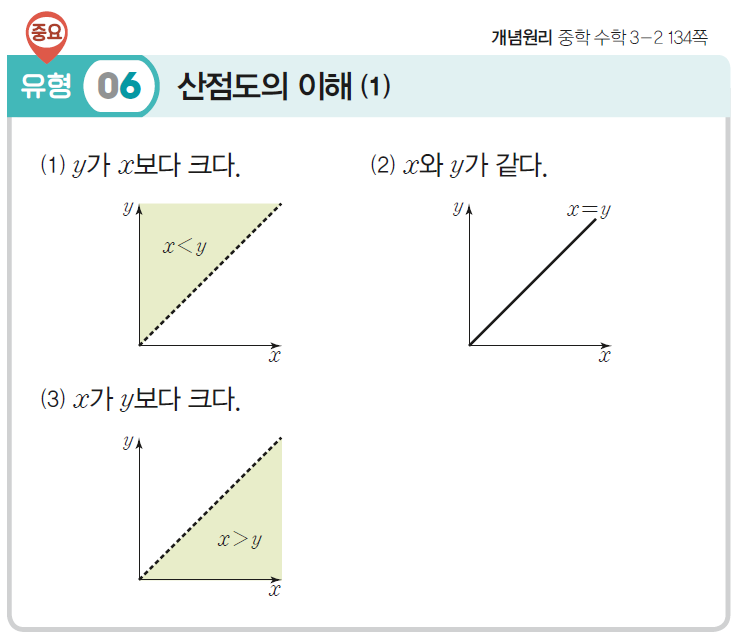 중요
개념원리 중학 수학 3-2 134쪽
유형 06 산점도의 이해 (1)
(1) y가 x보다 크다.
y
x<y
x
(2) x와 y가 같다.
y
x=y
x
(3) x가 y보다 크다.
y
x>y
x